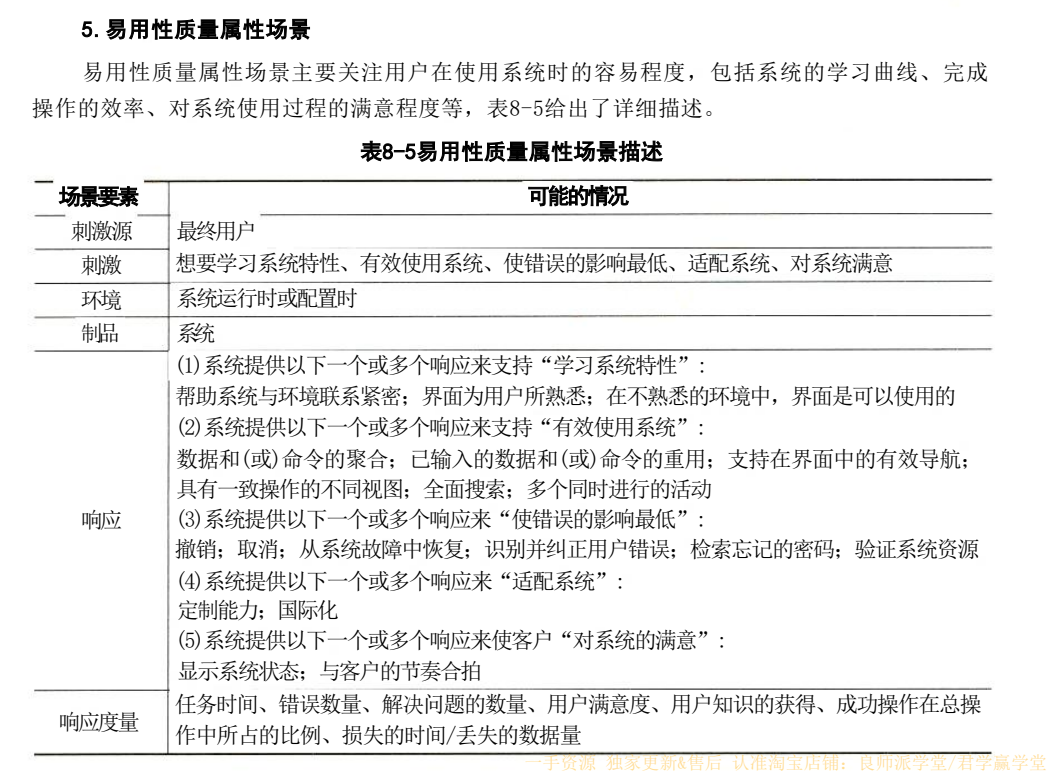 5.易用性质量属性场景
易用性质量属性场景主要关注用户在使用系统时的容易程度，包括系统的学习曲线、完成
操作的效率、对系统使用过程的满意程度等，表8-5给出了详细描述。
表8-5易用性质量属性场景描述
场景要素 可能的情况
刺激源 最终用户
刺激 想要学习系统特性、有效使用系统、使错误的影响最低、适配系统、对系统满意
环境 系统运行时或配置时
制品 系统
响应
(1)系统提供以下一个或多个响应来支持“学习系统特性”：
帮助系统与环境联系紧密；界面为用户所熟悉；在不熟悉的环境中，界面是可以使用的
(2)系统提供以下一个或多个响应来支持“有效使用系统”：
数据和(或)命令的聚合；已输入的数据和(或)命令的重用；支持在界面中的有效导航；
具有一致操作的不同视图；全面搜索；多个同时进行的活动
(3)系统提供以下一个或多个响应来“使错误的影响最低”：
撤销；取消；从系统故障中恢复；识别并纠正用户错误；检索忘记的密码；验证系统资源
(4)系统提供以下一个或多个响应来“适配系统”：
定制能力；国际化
(5)系统提供以下一个或多个响应来使客户“对系统的满意”：
显示系统状态；与客户的节奏合拍
响应度量
任务时间、错误数量、解决问题的数量、用户满意度、用户知识的获得、成功操作在总操
作中所占的比例、损失的时间/丢失的数据量
一手资源 独家更新&售后 认准淘宝店铺：良师派学堂/君学赢学堂